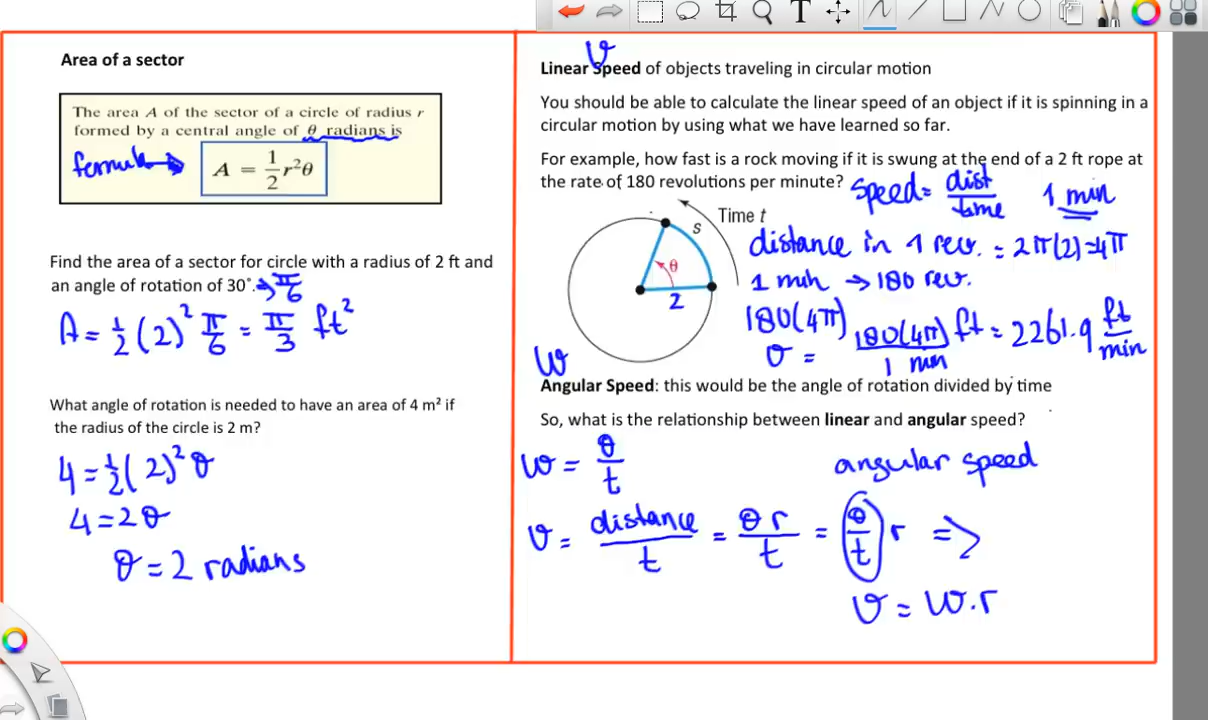 Area of a sector
The area A of the sector of a circle of radius r
formed by a central angle of θ radians is
formula → A = 1/2 r²θ
Find the area of a sector for circle with a radius of 2 ft and
an angle of rotation of 30°. → π/6
A = 1/2 (2)² π/6 = π/3 ft²
What angle of rotation is needed to have an area of 4 m² if
the radius of the circle is 2 m?
4 = 1/2 (2)² θ
4 = 2θ
θ = 2 radians
v
Linear Speed of objects traveling in circular motion
You should be able to calculate the linear speed of an object if it is spinning in a
circular motion by using what we have learned so far.
For example, how fast is a rock moving if it is swung at the end of a 2 ft rope at
the rate of 180 revolutions per minute? speed = dist/time 1 min
Time t
s
θ
2
distance in 1 rev. = 2π(2) = 4π
1 min → 180 rev.
180(4π)
v = 180(4π)/1 min ft = 2261.9 ft/min
w
Angular Speed: this would be the angle of rotation divided by time
So, what is the relationship between linear and angular speed?
w = θ/t
angular speed
v = distance/t = θr/t = (θ/t) r ⇒
v = w.r
T